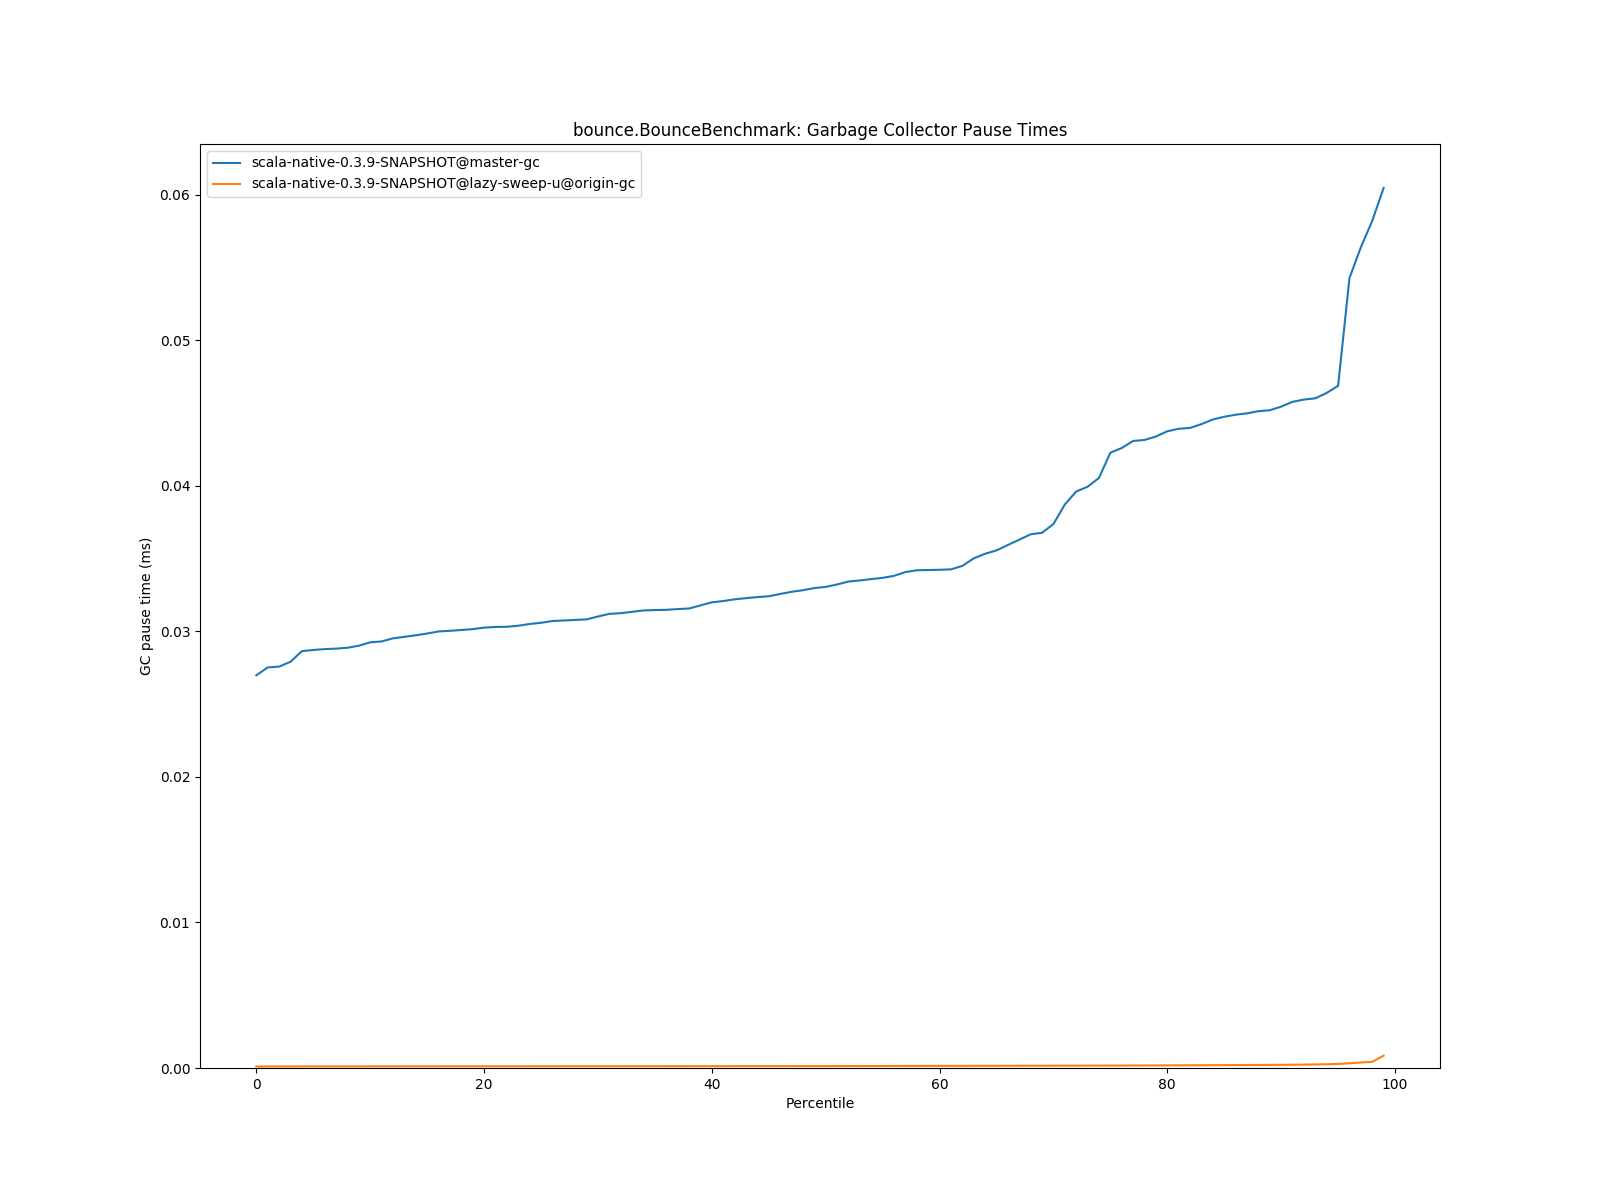 bounce.BounceBenchmark: Garbage Collector Pause Times
scala-native-0.3.9-SNAPSHOT@master-gc
scala-native-0.3.9-SNAPSHOT@lazy-sweep-u@origin-gc
0.06
0.05
0.04
0.03
0.02
0.01
0.00
GC pause time (ms)
0 20 40 60 80 100
Percentile